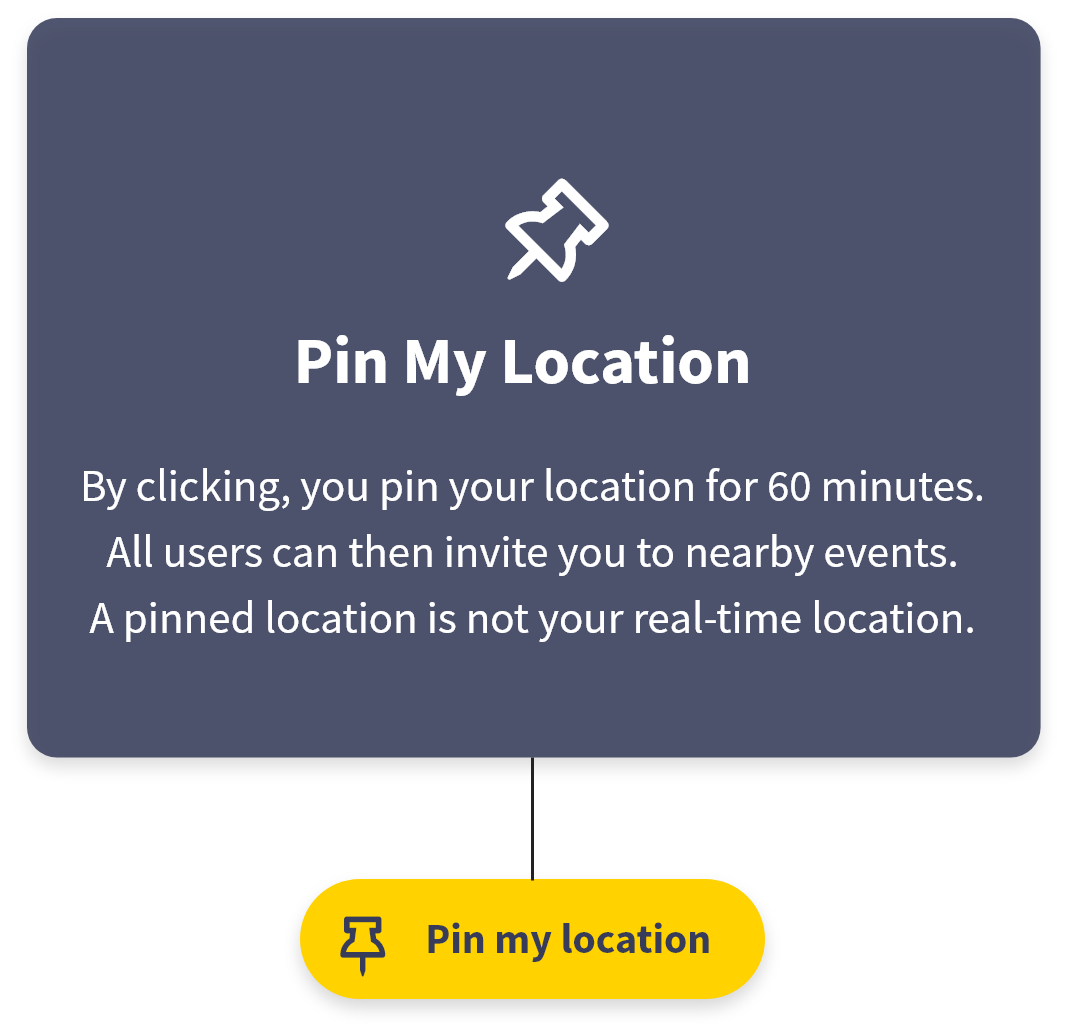 Pin My Location
By clicking, you pin your location for 60 minutes.
All users can then invite you to nearby events.
A pinned location is not your real-time location.
Pin my location